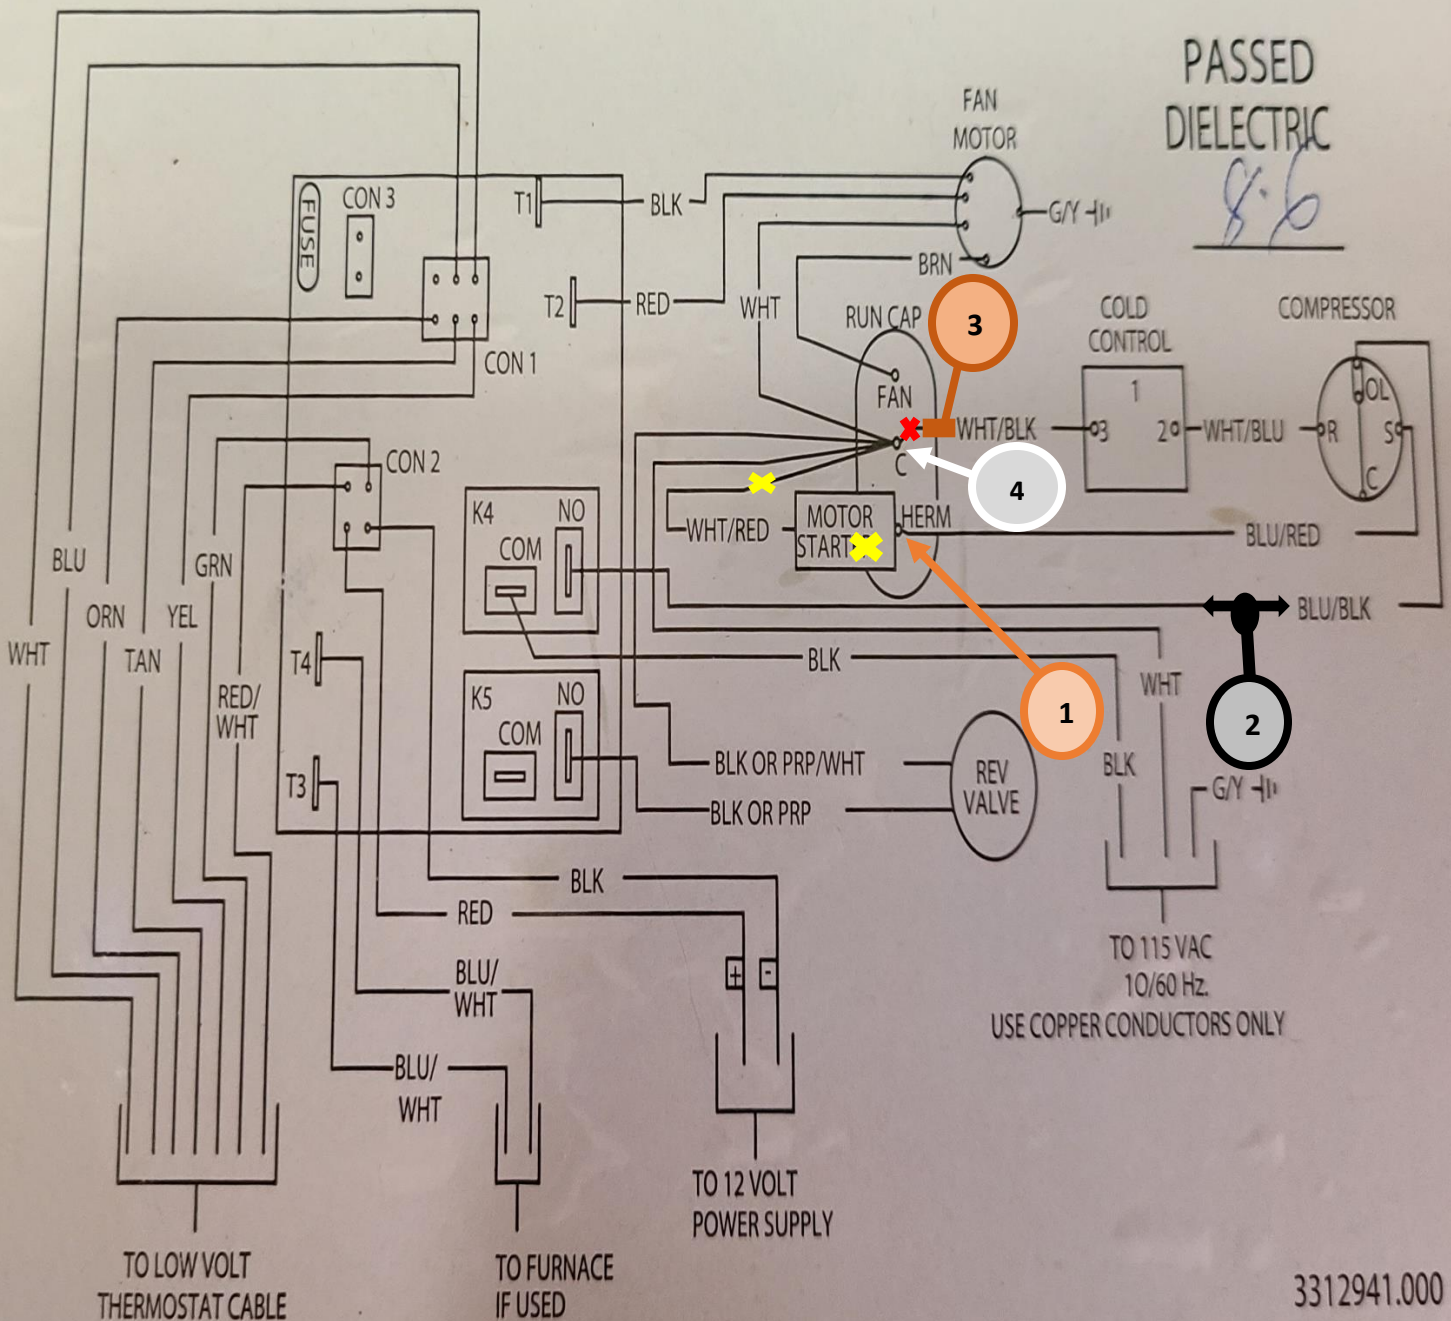 PASSED
DIELECTRIC
8-6
FAN
MOTOR
FUSE
CON 3
T1
BLK
G/Y
T2
RED
WHT
BRN
RUN CAP
3
COLD
CONTROL
COMPRESSOR
CON 1
FAN
1
OL
WHT/BLK
3
2
WHT/BLU
R
S
C
C
CON 2
4
K4
NO
COM
WHT/RED
MOTOR
START
HERM
BLU/RED
BLU
GRN
ORN
YEL
BLU/BLK
WHT
TAN
T4
BLK
RED/
WHT
K5
NO
COM
WHT
1
2
T3
BLK OR PRP/WHT
REV
VALVE
BLK
G/Y
BLK OR PRP
BLK
RED
TO 115 VAC
1O/60 Hz.
USE COPPER CONDUCTORS ONLY
BLU/
WHT
+
-
BLU/
WHT
TO 12 VOLT
POWER SUPPLY
TO LOW VOLT
THERMOSTAT CABLE
TO FURNACE
IF USED
3312941.000